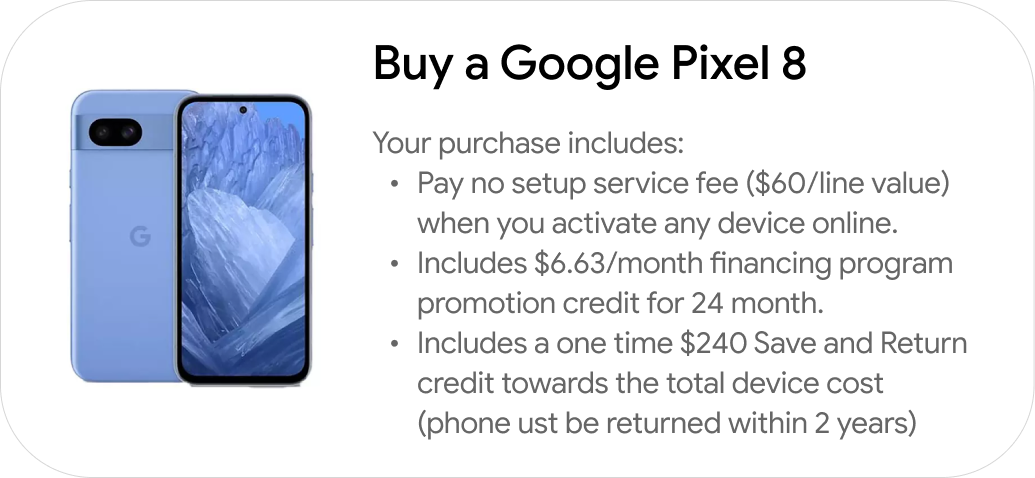 Buy a Google Pixel 8
Your purchase includes:
• Pay no setup service fee ($60/line value)
when you activate any device online.
• Includes $6.63/month financing program
promotion credit for 24 month.
• Includes a one time $240 Save and Return
credit towards the total device cost
(phone ust be returned within 2 years)